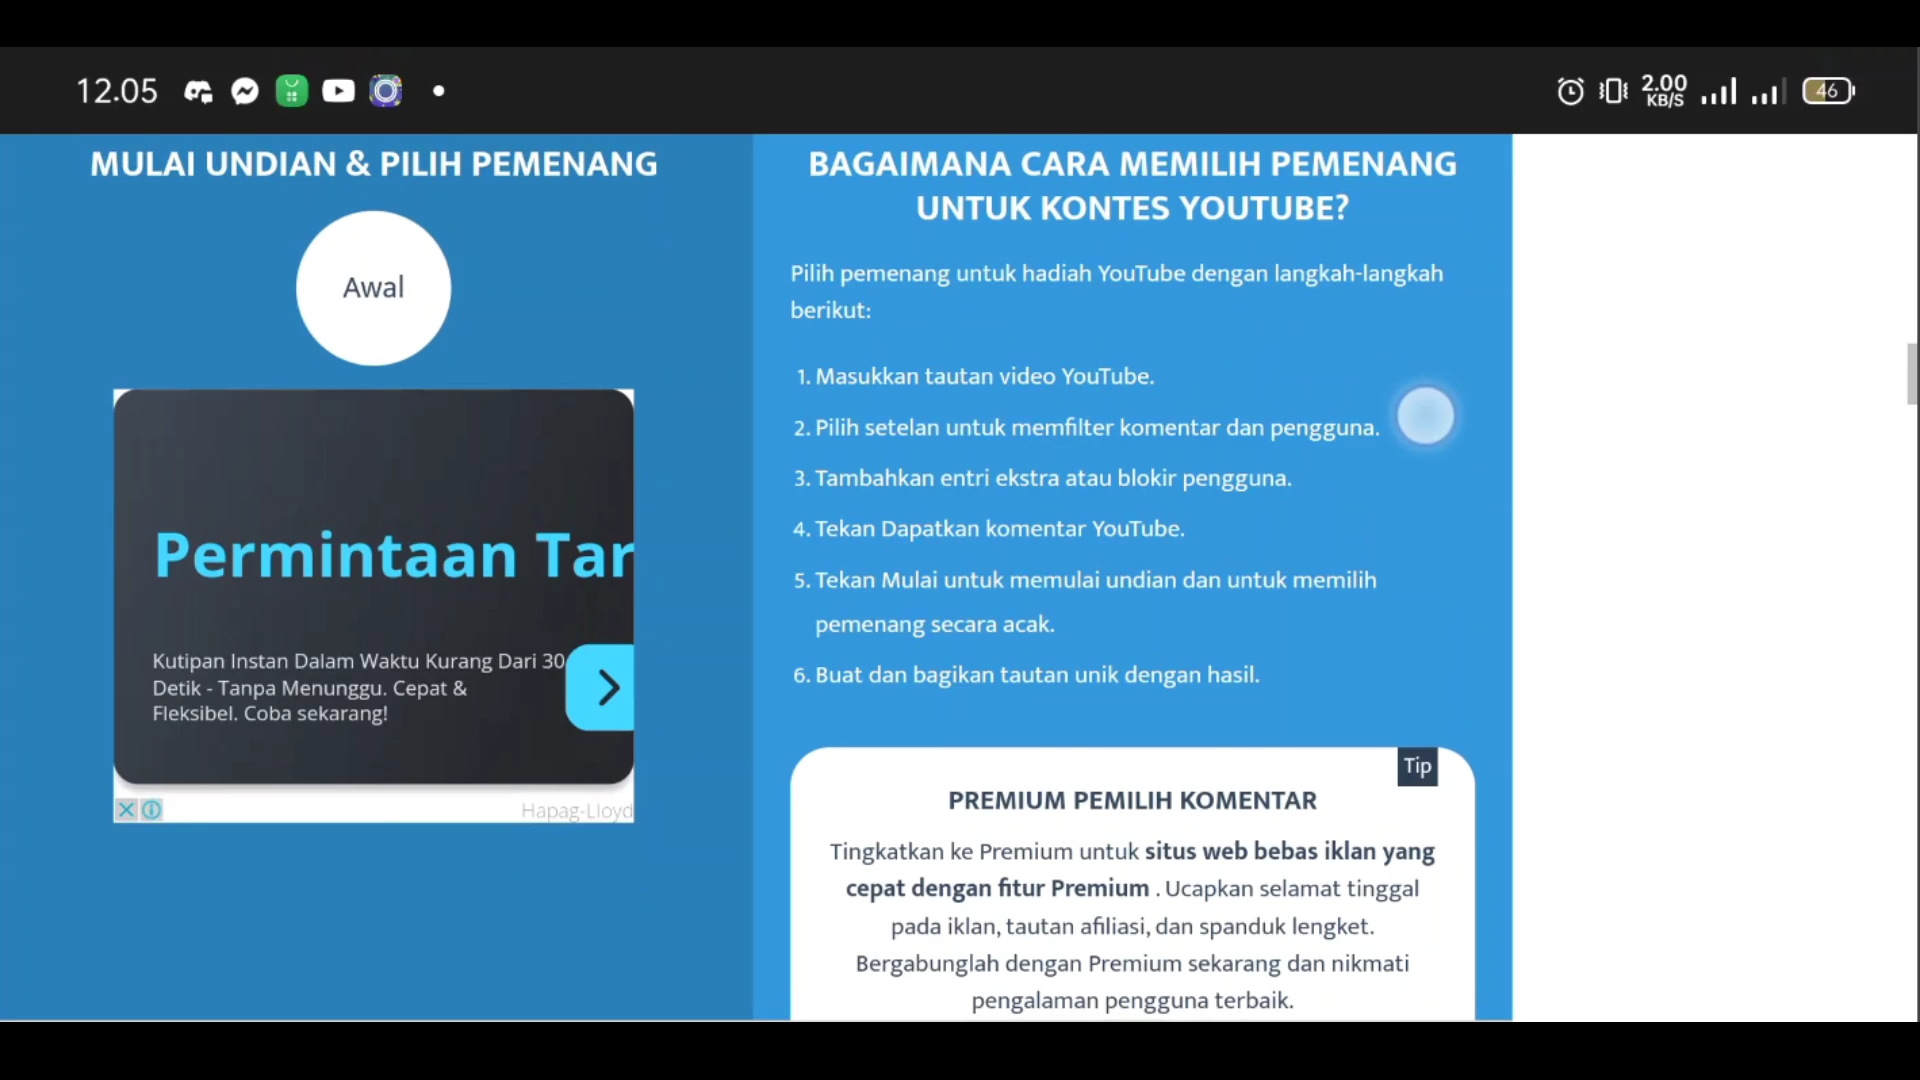 12.05
2.00
KB/S
46
MULAI UNDIAN & PILIH PEMENANG
Awal
Permintaan Tar
Kutipan Instan Dalam Waktu Kurang Dari 30
Detik - Tanpa Menunggu. Cepat &
Fleksibel. Coba sekarang!
Hapag-Lloyd
BAGAIMANA CARA MEMILIH PEMENANG
UNTUK KONTES YOUTUBE?
Pilih pemenang untuk hadiah YouTube dengan langkah-langkah
berikut:
1. Masukkan tautan video YouTube.
2. Pilih setelan untuk memfilter komentar dan pengguna.
3. Tambahkan entri ekstra atau blokir pengguna.
4. Tekan Dapatkan komentar YouTube.
5. Tekan Mulai untuk memulai undian dan untuk memilih
pemenang secara acak.
6. Buat dan bagikan tautan unik dengan hasil.
Tip
PREMIUM PEMILIH KOMENTAR
Tingkatkan ke Premium untuk situs web bebas iklan yang
cepat dengan fitur Premium . Ucapkan selamat tinggal
pada iklan, tautan afiliasi, dan spanduk lengket.
Bergabunglah dengan Premium sekarang dan nikmati
pengalaman pengguna terbaik.